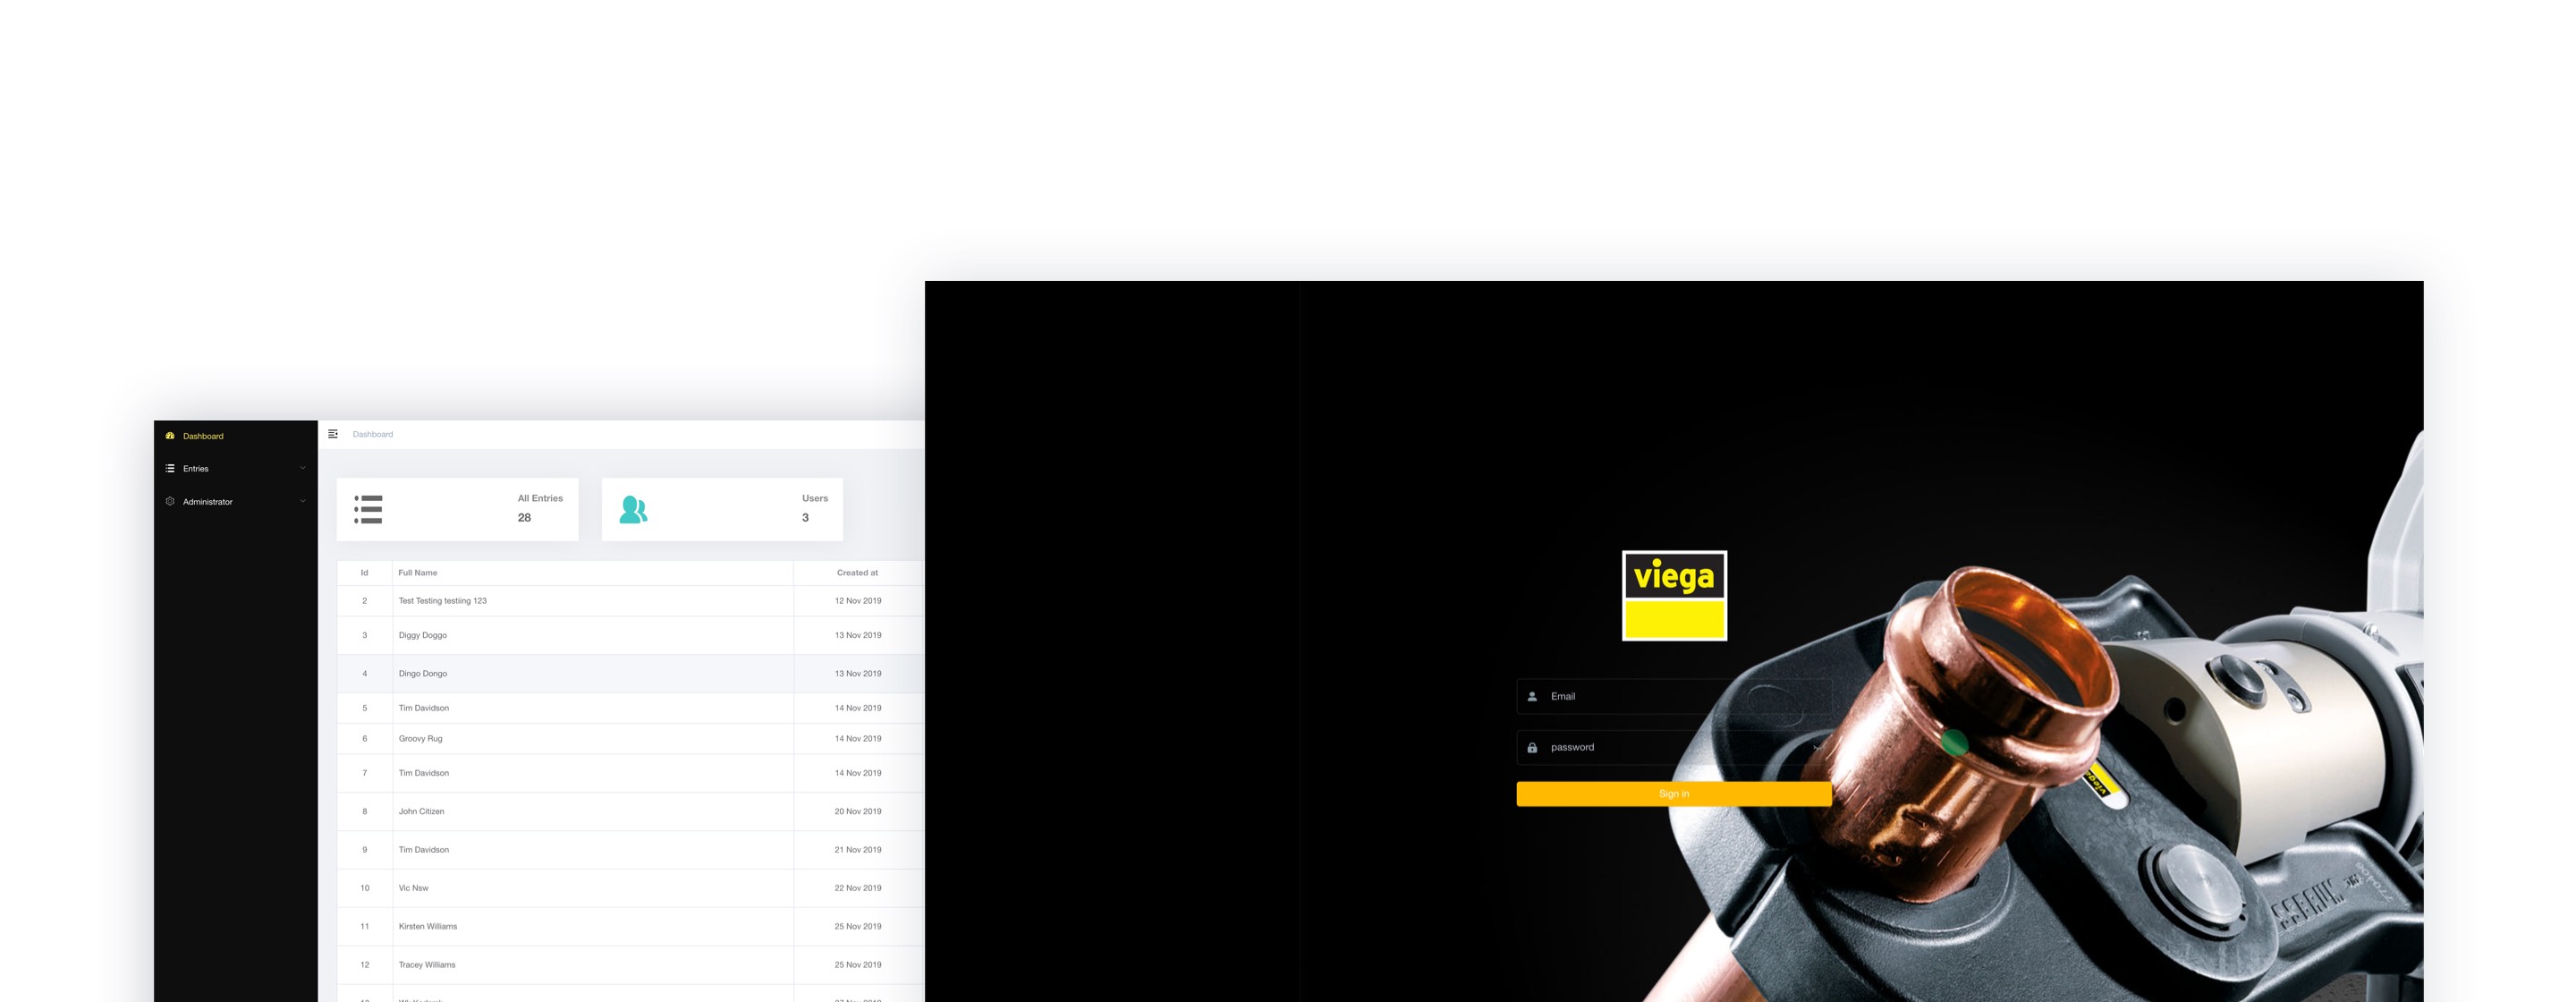 Dashboard
Entries
Administrator
Dashboard
All Entries
28
Users
3
Id Full Name Created at
2 Test Testing testiing 123 12 Nov 2019
3 Diggy Doggo 13 Nov 2019
4 Dingo Dongo 13 Nov 2019
5 Tim Davidson 14 Nov 2019
6 Groovy Rug 14 Nov 2019
7 Tim Davidson 14 Nov 2019
8 John Citizen 20 Nov 2019
9 Tim Davidson 21 Nov 2019
10 Vic Nsw 22 Nov 2019
11 Kirsten Williams 25 Nov 2019
12 Tracey Williams 25 Nov 2019
viega
Email
password
Sign in
viega